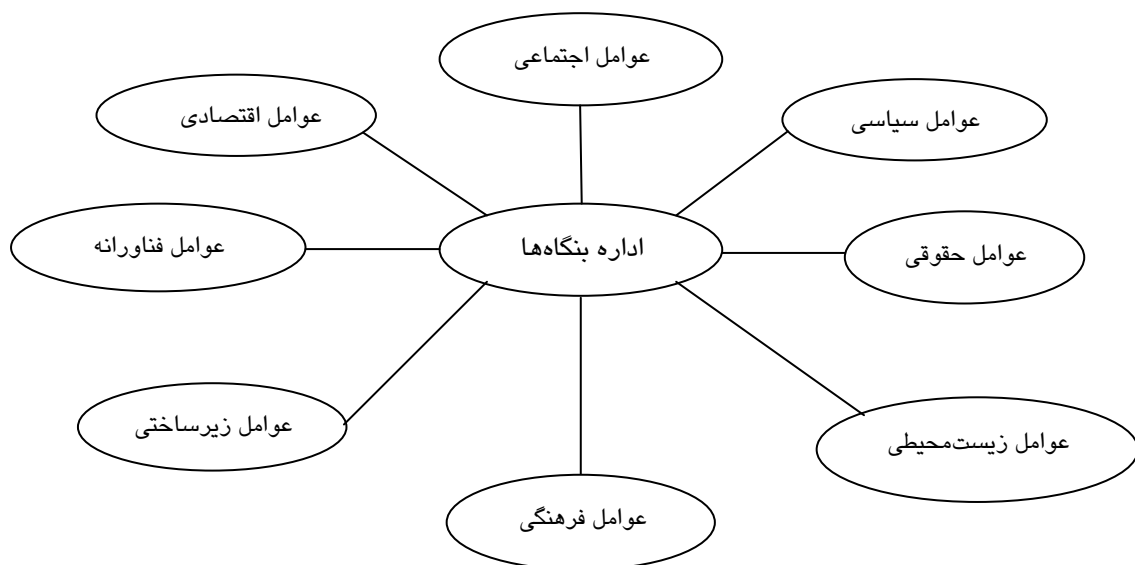 عوامل اجتماعی
عوامل سیاسی
عوامل اقتصادی
اداره بنگاه‌ها
عوامل حقوقی
عوامل فناورانه
عوامل زیست‌محیطی
عوامل زیرساختی
عوامل فرهنگی